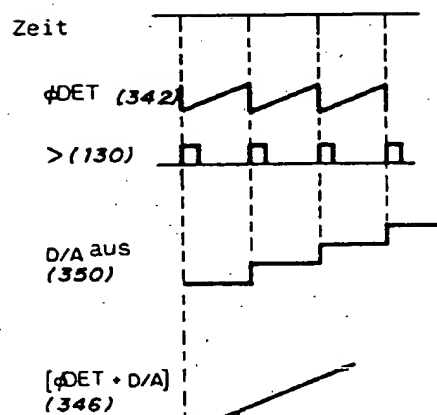 Zeit
ϕDET (342)
>(130)
D/A aus
(350)
[ϕDET + D/A]
(346)